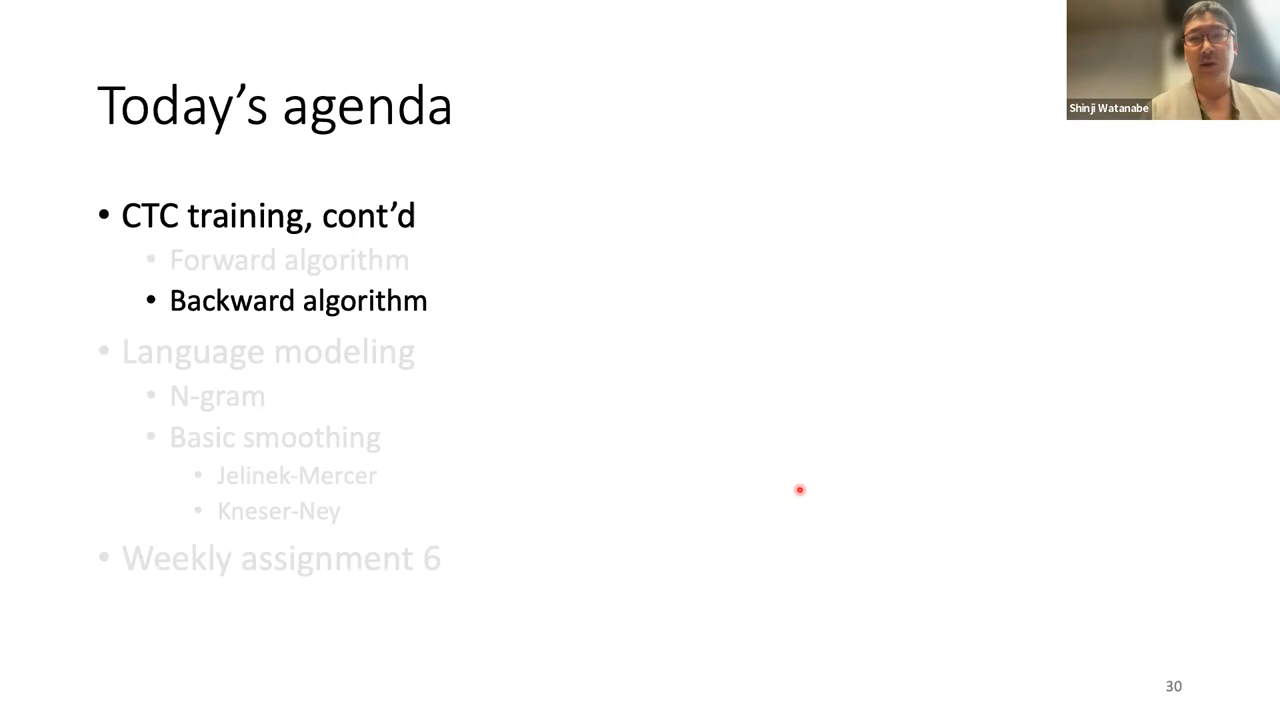 Today's agenda
Shinji Watanabe
• CTC training, cont'd
• Forward algorithm
• Backward algorithm
• Language modeling
• N-gram
• Basic smoothing
• Jelinek-Mercer
• Kneser-Ney
• Weekly assignment 6
30